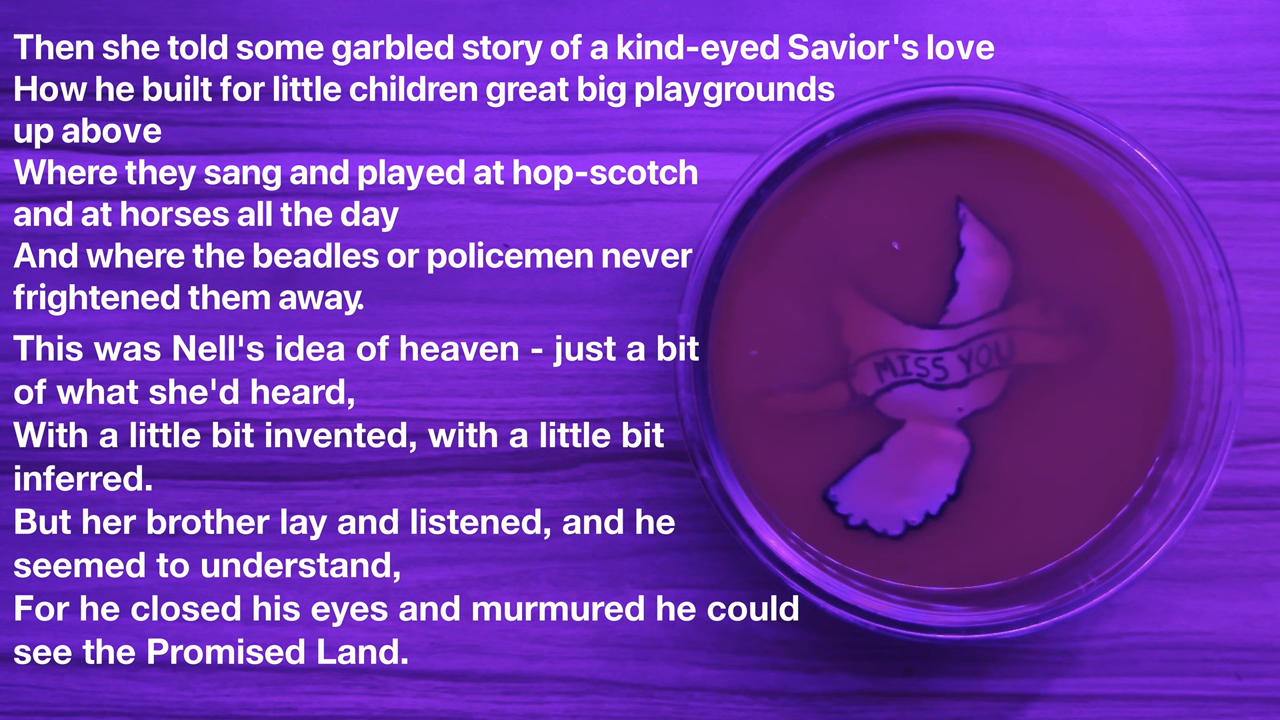 Then she told some garbled story of a kind-eyed Savior's love
How he built for little children great big playgrounds
up above
Where they sang and played at hop-scotch
and at horses all the day
And where the beadles or policemen never
frightened them away.
This was Nell's idea of heaven - just a bit
of what she'd heard,
With a little bit invented, with a little bit
inferred.
But her brother lay and listened, and he
seemed to understand,
For he closed his eyes and murmured he could
see the Promised Land.
MISS YOU